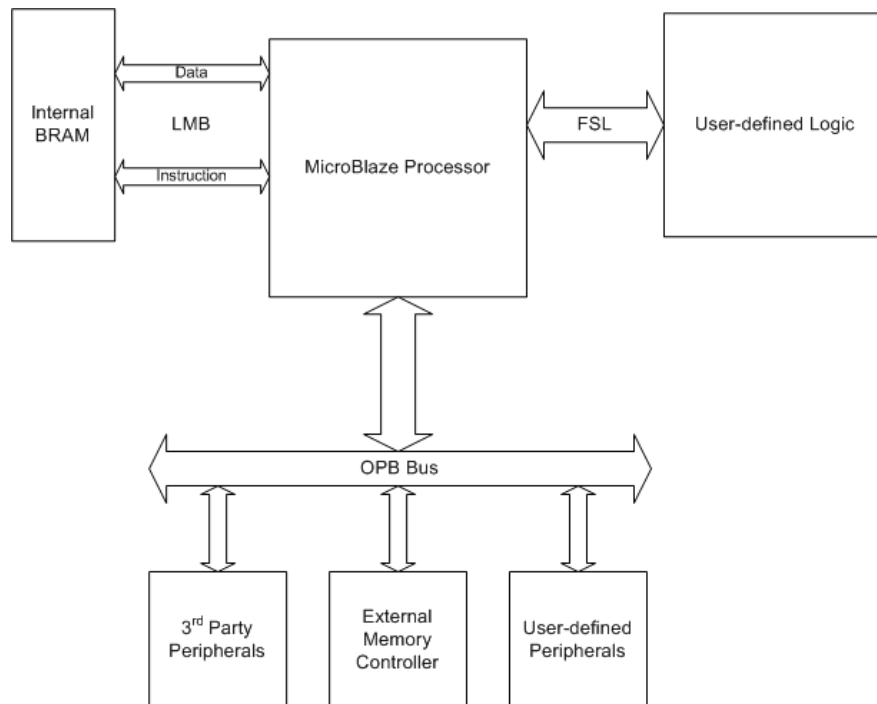 Internal
BRAM
Data
LMB
Instruction
MicroBlaze Processor
FSL
User-defined Logic
OPB Bus
3rd Party
Peripherals
External
Memory
Controller
User-defined
Peripherals